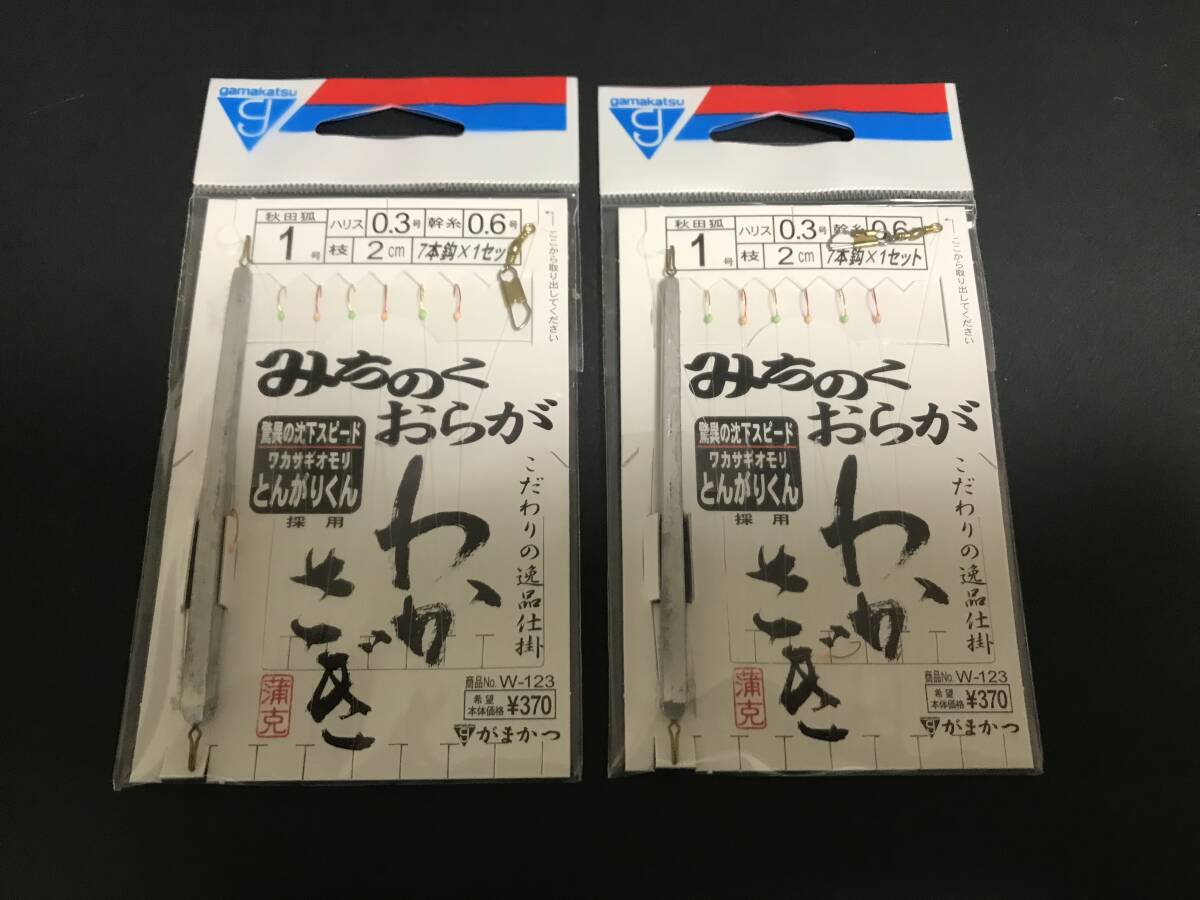 gamakatsu
秋田狐
1号
ハリス 0.3号 幹糸 0.6号
枝 2cm 7本鈎×1セット
ここから取り出してください
みちのく
おらが
驚異の沈下スピード
ワカサギオモリ
とんがりくん
採用
わかさぎ
こだわりの逸品仕掛
蒲克
商品No. W-123
希望
本体価格 ¥370
がまかつ
gamakatsu
秋田狐
1号
ハリス 0.3号 幹糸 0.6
枝 2cm 7本鈎×1セット
ここから取り出してください
みちのく
おらが
驚異の沈下スピード
ワカサギオモリ
とんがりくん
採用
わかさぎ
こだわりの逸品仕掛
蒲克
商品No. W-123
希望
本体価格 ¥370
がまかつ